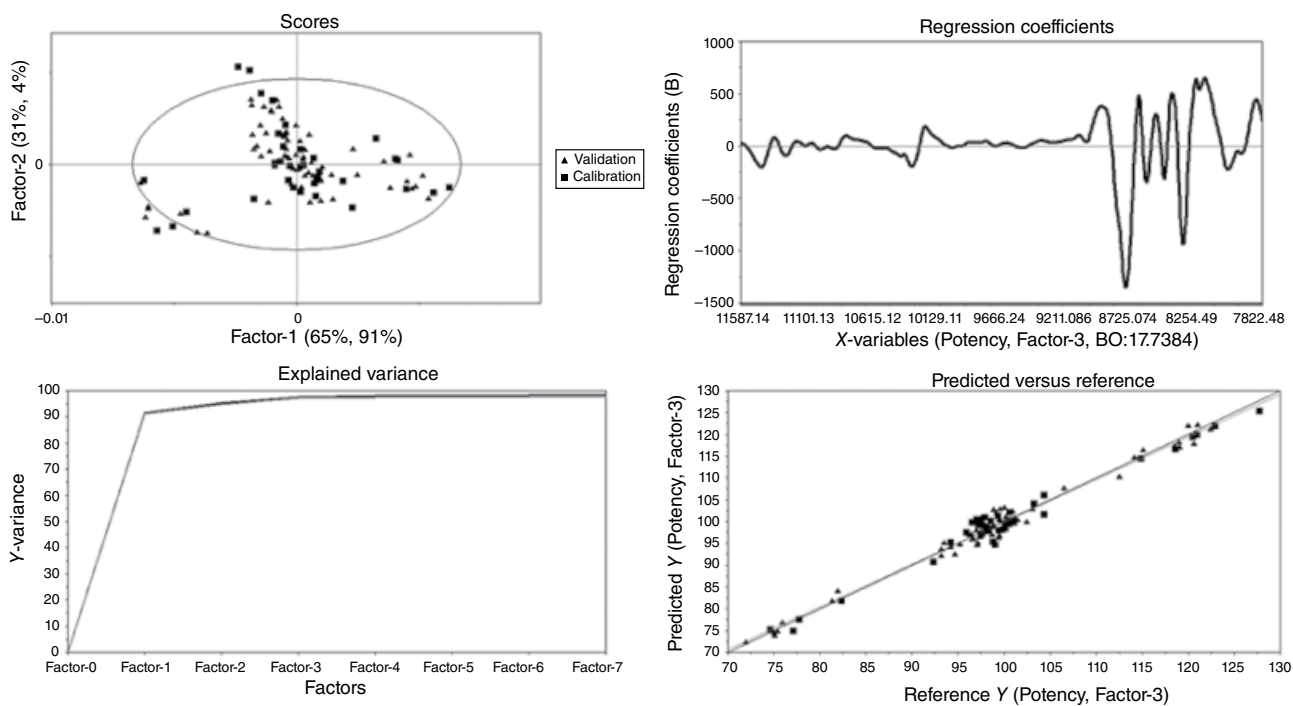 Scores
Factor-2 (31%, 4%)
0
−0.01
0
Factor-1 (65%, 91%)
Validation
Calibration
Regression coefficients
Regression coefficients (B)
1000
500
0
−500
−1000
−1500
11587.14 11101.13 10615.12 10129.11 9666.24 9211.086 8725.074 8254.49 7822.48
X-variables (Potency, Factor-3, BO:17.7384)
Explained variance
Y-variance
100
90
80
70
60
50
40
30
20
10
0
Factor-0 Factor-1 Factor-2 Factor-3 Factor-4 Factor-5 Factor-6 Factor-7
Factors
Predicted versus reference
Predicted Y (Potency, Factor-3)
130
125
120
115
110
105
100
95
90
85
80
75
70
70 75 80 85 90 95 100 105 110 115 120 125 130
Reference Y (Potency, Factor-3)